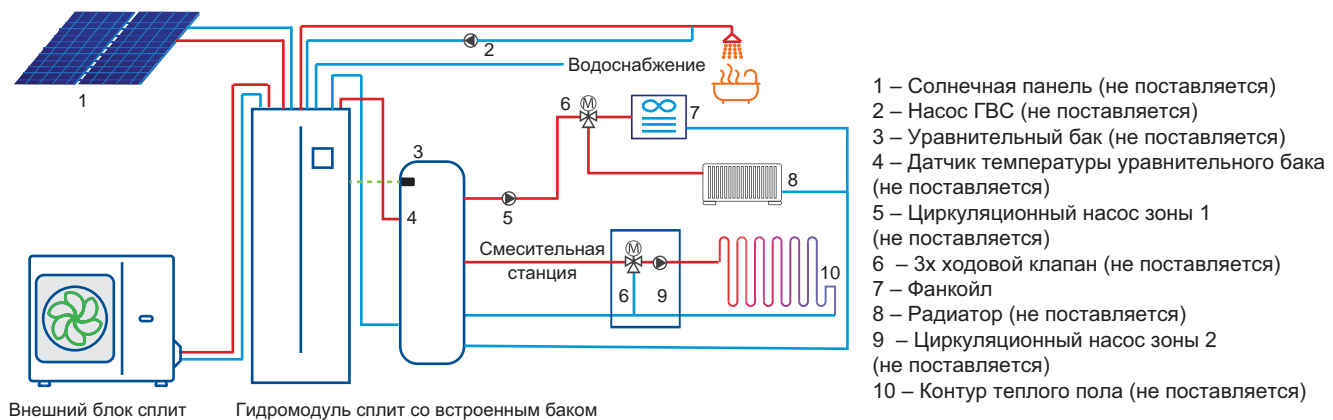 1
2
Водоснабжение
3
4
5
6
M
7
8
Смесительная
станция
M
6
9
10
Внешний блок сплит
Гидромодуль сплит со встроенным баком
1 – Солнечная панель (не поставляется)
2 – Насос ГВС (не поставляется)
3 – Уравнительный бак (не поставляется)
4 – Датчик температуры уравнительного бака
(не поставляется)
5 – Циркуляционный насос зоны 1
(не поставляется)
6 – 3х ходовой клапан (не поставляется)
7 – Фанкойл
8 – Радиатор (не поставляется)
9 – Циркуляционный насос зоны 2
(не поставляется)
10 – Контур теплого пола (не поставляется)